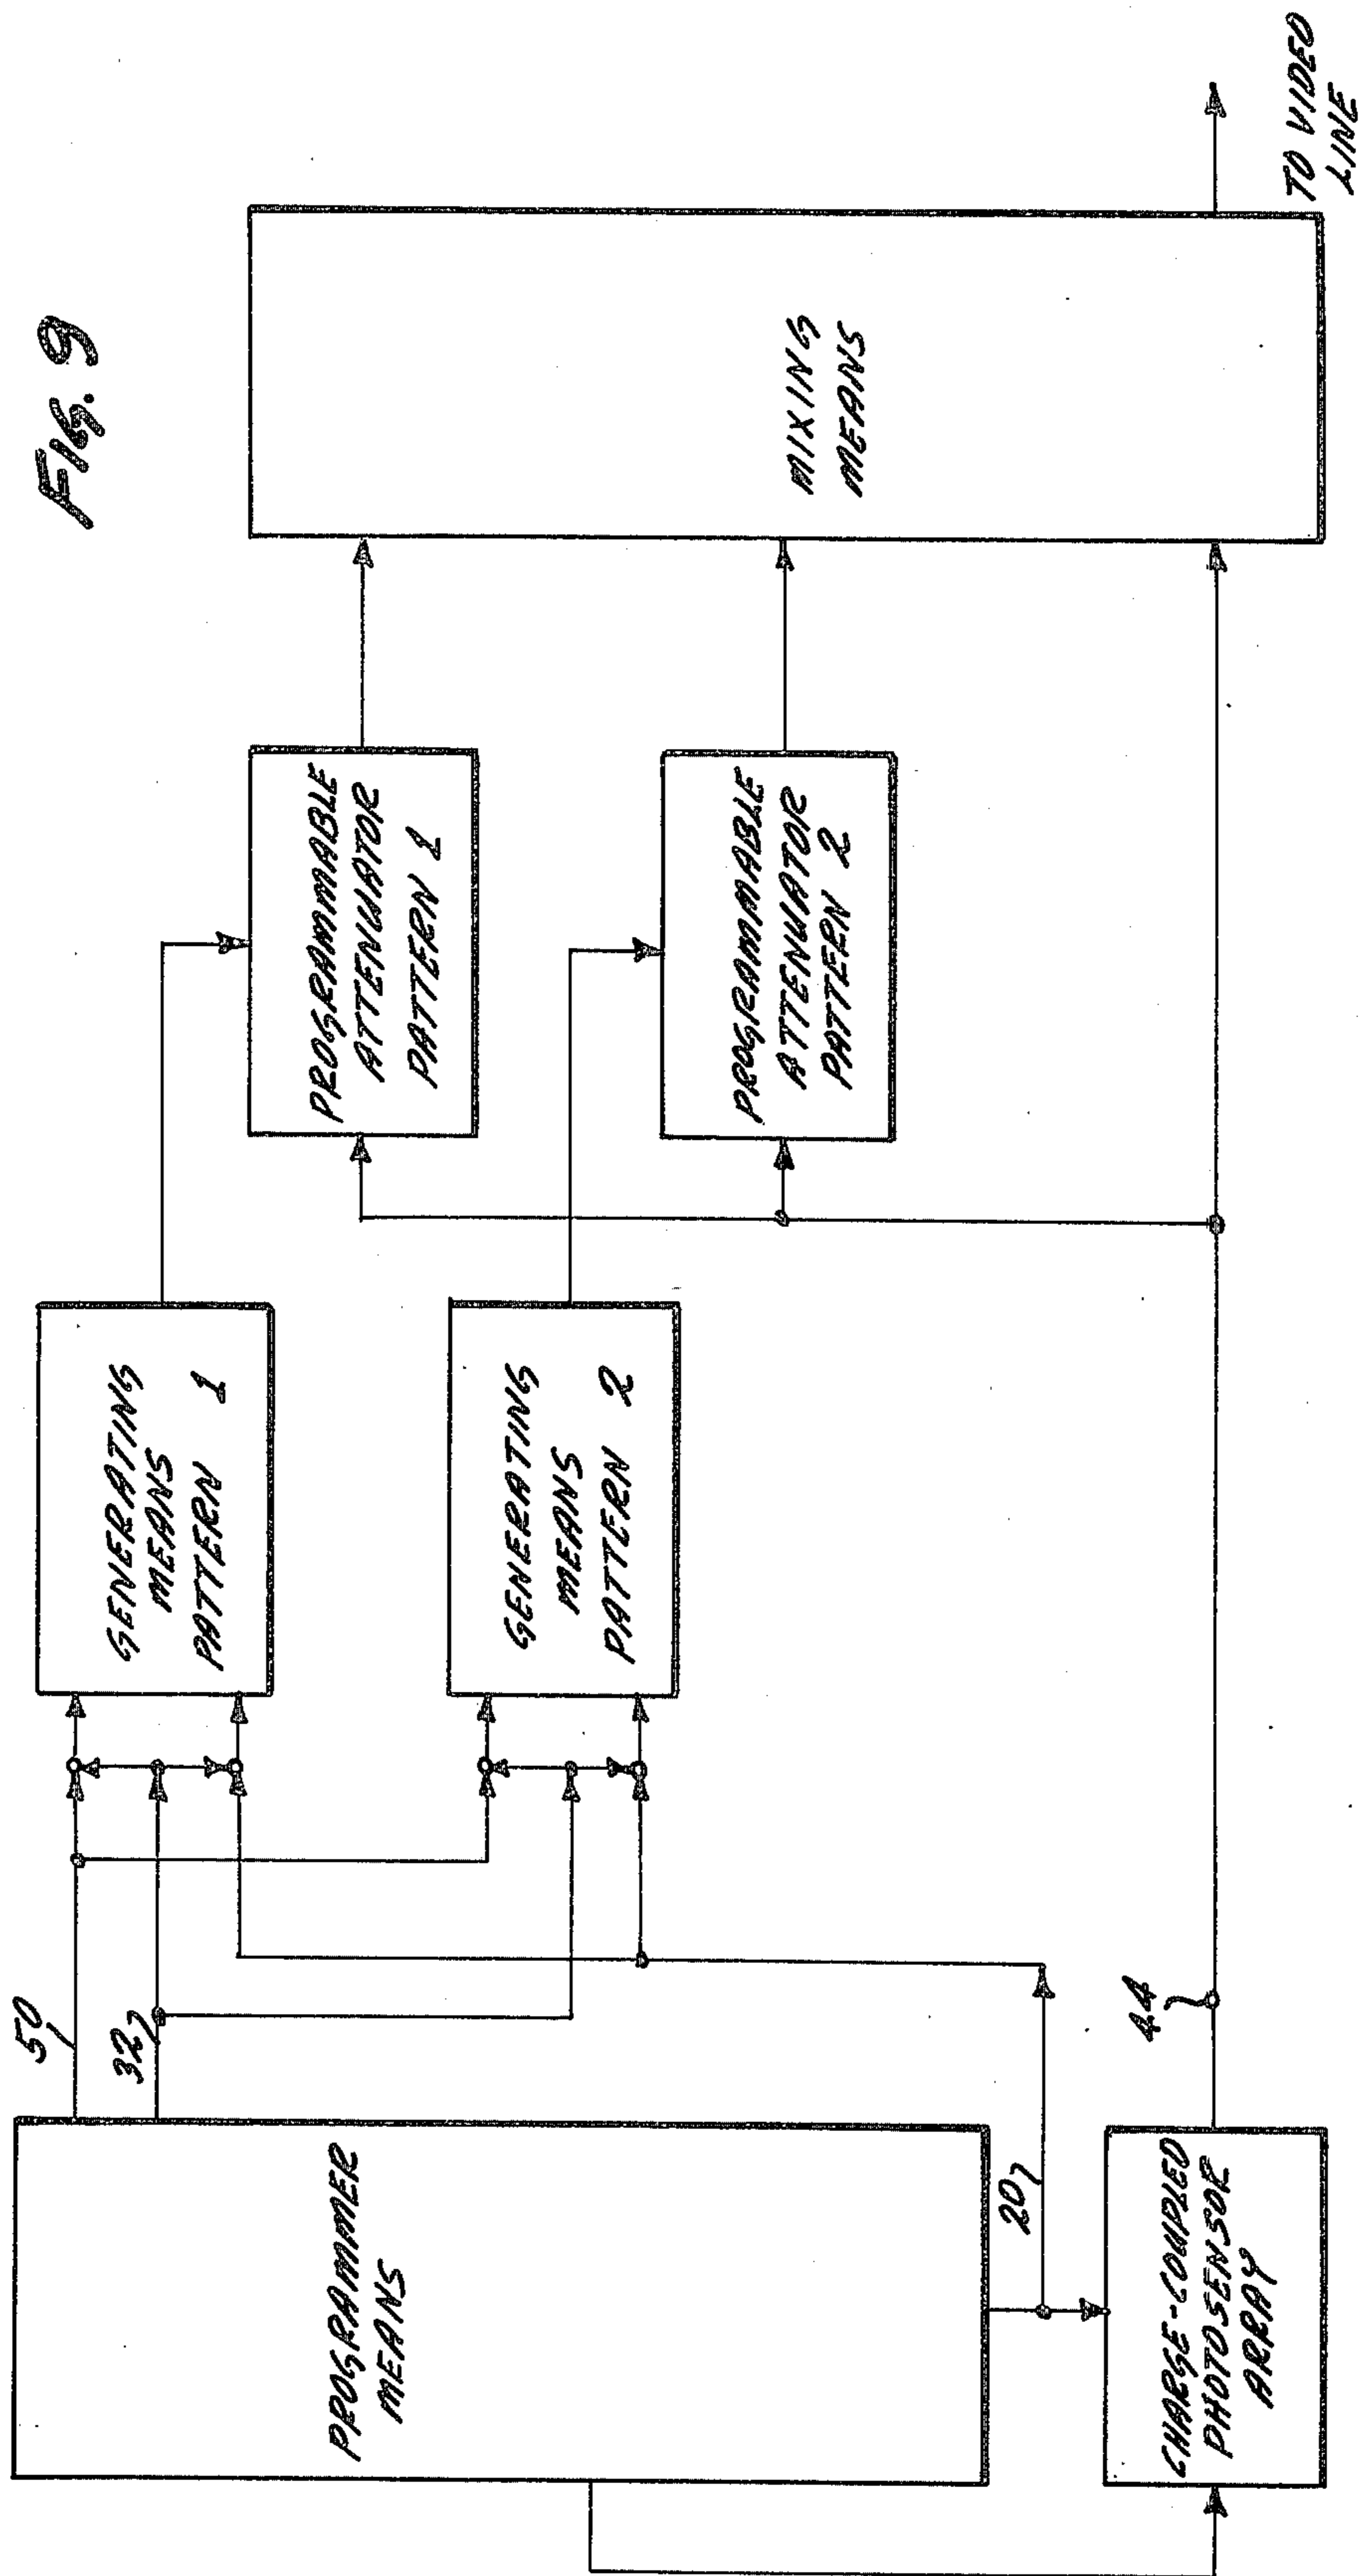 Fig. 9
50
32
PROGRAMMER
MEANS
20
CHARGE-COUPLED
PHOTOSENSOR
ARRAY
44
GENERATING
MEANS
PATTERN 1
GENERATING
MEANS
PATTERN 2
PROGRAMMABLE
ATTENUATOR
PATTERN 1
PROGRAMMABLE
ATTENUATOR
PATTERN 2
MIXING
MEANS
TO VIDEO
LINE